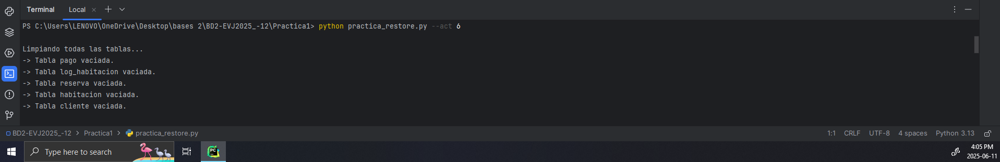 Terminal Local
PS C:\Users\LENOVO\OneDrive\Desktop\bases 2\BD2-EVJ2025_-12\Practica1> python practica_restore.py --act 6
Limpiando todas las tablas...
-> Tabla pago vaciada.
-> Tabla log_habitacion vaciada.
-> Tabla reserva vaciada.
-> Tabla habitacion vaciada.
-> Tabla cliente vaciada.
BD2-EVJ2025_-12 > Practica1 > practica_restore.py 1:1 CRLF UTF-8 4 spaces Python 3.13
Type here to search PC 4:05 PM
2025-06-11